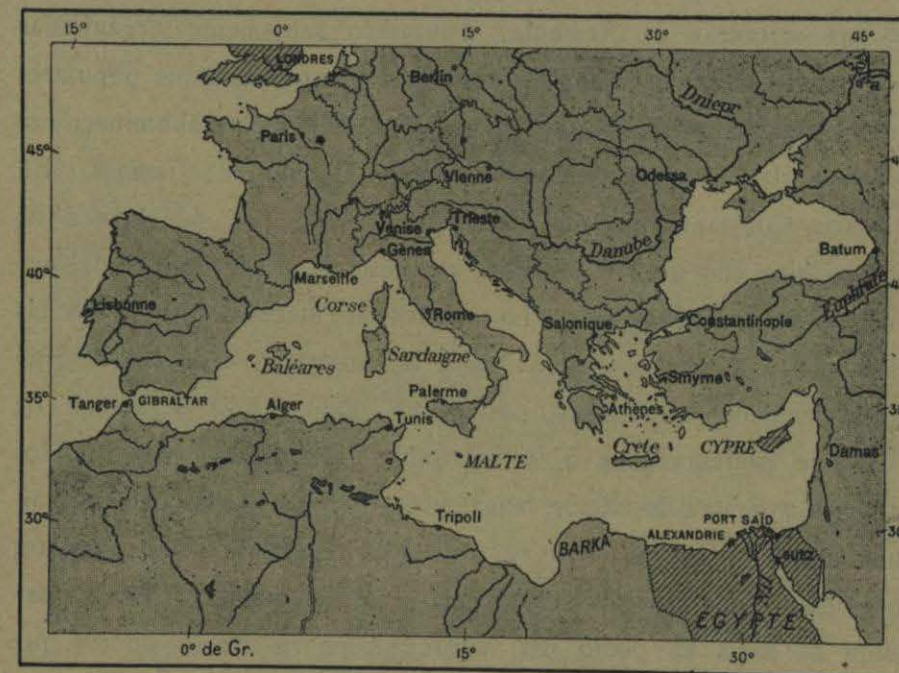 15° 0° 15° 30° 45°
LONDRES
Berlin
Dniepr
Paris
45°
Vienne
Odessa
Trieste
Venise
Gênes
Danube
Batum
40°
Marseille
Corse
Euphrate
Lisbonne
Rome
Salonique
Constantinople
Sardaigne
Baléares
Smyrne
35°
Tanger
GIBRALTAR
Alger
Palerme
Athènes
Tunis
Crète
CYPRE
MALTE
Damas
30°
Tripoli
PORT SAÏD
BARKA
ALEXANDRIE
SUEZ
Nil
EGYPTE
0° de Gr. 15° 30°